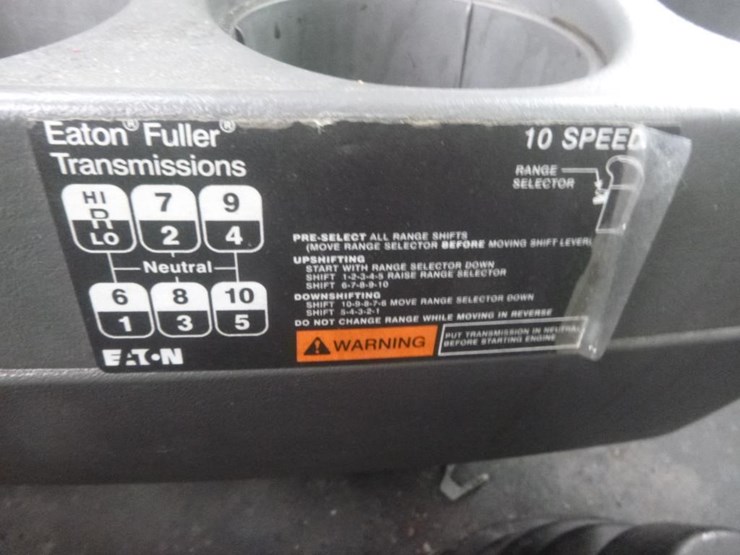 Eaton® Fuller®
Transmissions
10 SPEED
RANGE
SELECTOR
HI
R
LO
7
2
9
4
Neutral
6
1
8
3
10
5
PRE-SELECT ALL RANGE SHIFTS
(MOVE RANGE SELECTOR BEFORE MOVING SHIFT LEVER)
UPSHIFTING
START WITH RANGE SELECTOR DOWN
SHIFT 1-2-3-4-5 RAISE RANGE SELECTOR
SHIFT 6-7-8-9-10
DOWNSHIFTING
SHIFT 10-9-8-7-6 MOVE RANGE SELECTOR DOWN
SHIFT 5-4-3-2-1
DO NOT CHANGE RANGE WHILE MOVING IN REVERSE
WARNING
PUT TRANSMISSION IN NEUTRAL
BEFORE STARTING ENGINE
EATON